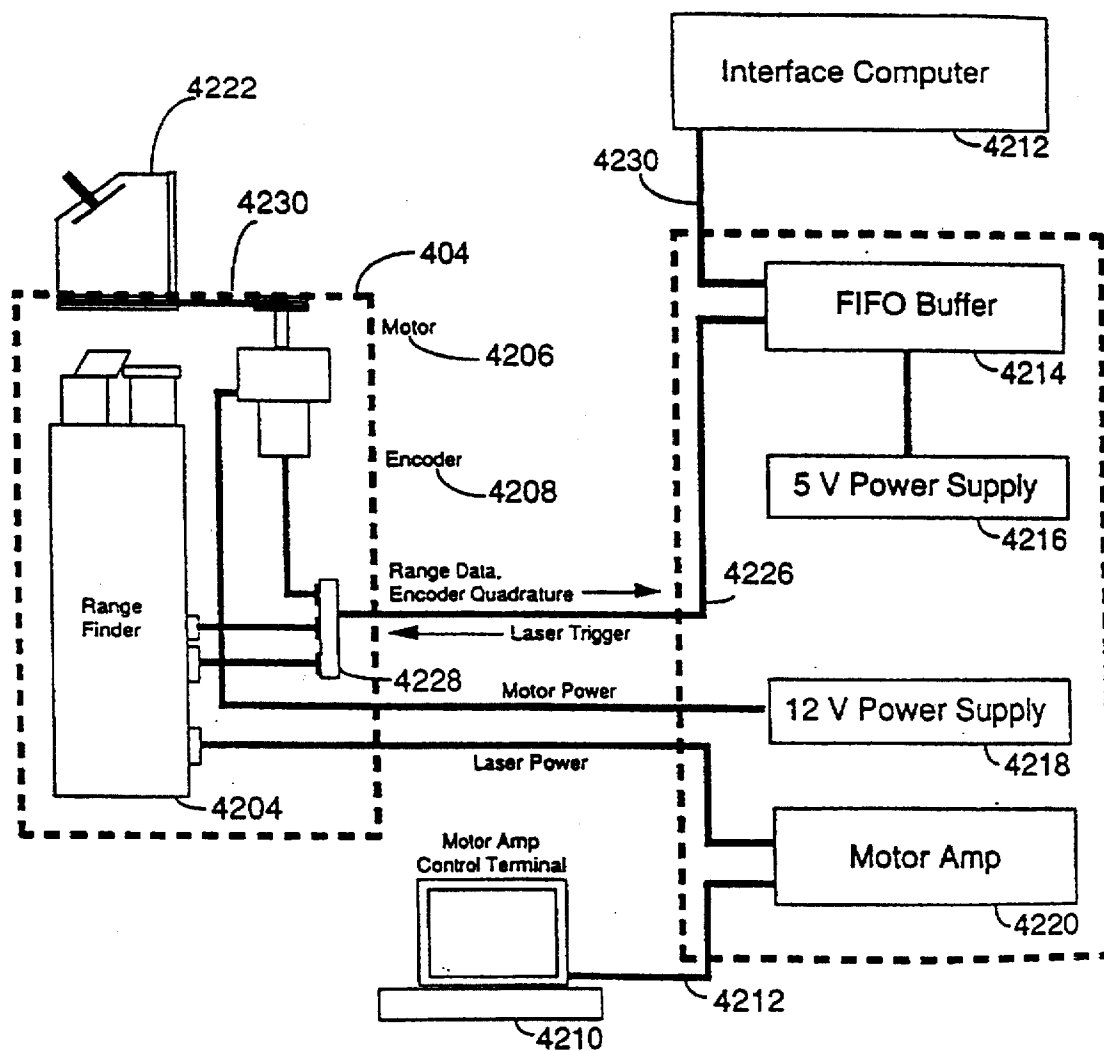 Interface Computer
4212
4222
4230
4230
404
FIFO Buffer
4214
Motor
4206
5 V Power Supply
4216
Encoder
4208
Range Data,
Encoder Quadrature
4226
Laser Trigger
Range
Finder
4228
Motor Power
12 V Power Supply
4218
Laser Power
4204
Motor Amp
Control Terminal
Motor Amp
4220
4212
4210